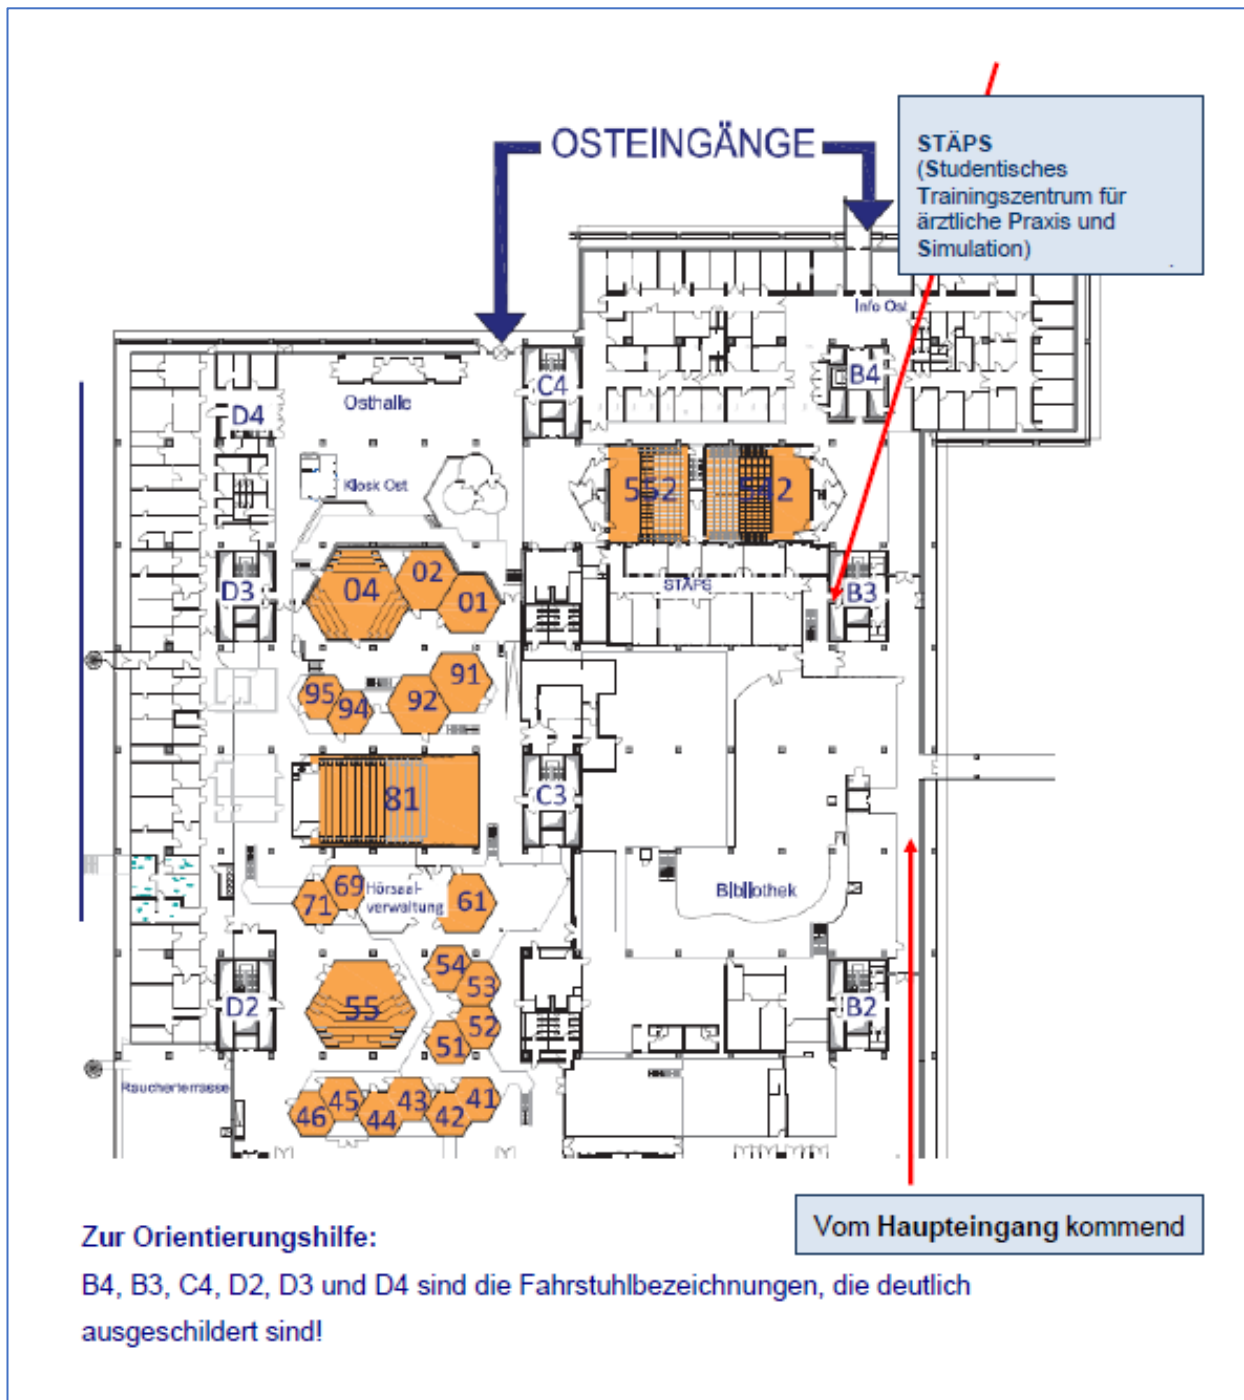 OSTEINGÄNGE
STÄPS
(Studentisches
Trainingszentrum für
ärztliche Praxis und
Simulation)
Info Ost
C4
B4
D4
Osthalle
Kiosk Ost
552
542
D3
04
02
01
STÄPS
B3
95
94
92
91
81
C3
71
69
Hörsaal-
verwaltung
61
Bibliothek
54
53
D2
55
52
51
B2
Raucherterrasse
46
45
44
43
42
41
Vom Haupteingang kommend
Zur Orientierungshilfe:
B4, B3, C4, D2, D3 und D4 sind die Fahrstuhlbezeichnungen, die deutlich
ausgeschildert sind!